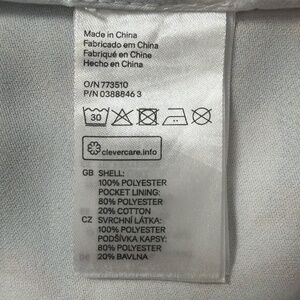 Made in China
Fabricado em China
Fabriqué en Chine
Hecho en China
O/N 773510
P/N 0388846 3
30
clevercare.info
GB SHELL:
100% POLYESTER
POCKET LINING:
80% POLYESTER
20% COTTON
CZ SVRCHNÍ LÁTKA:
100% POLYESTER
PODŠÍVKA KAPSY:
80% POLYESTER
20% BAVLNA